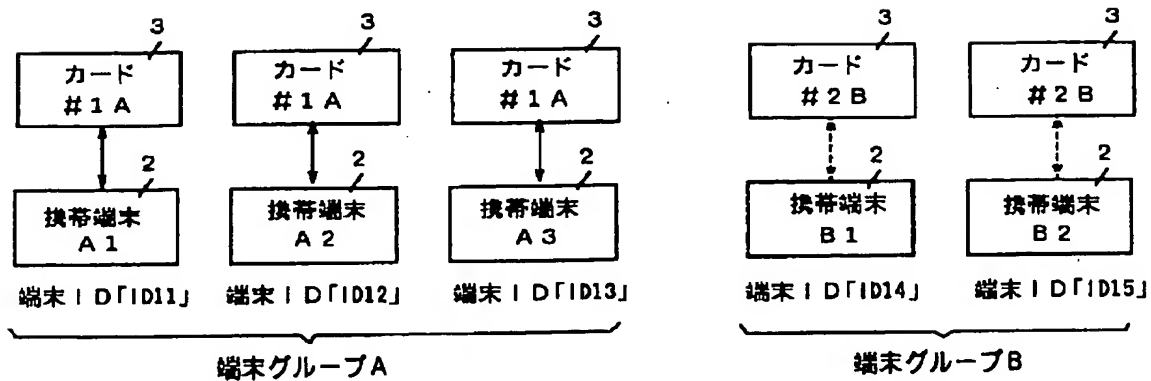 3 3 3 3 3
カード カード カード カード カード
#1A #1A #1A #2B #2B
2 2 2 2 2
携帯端末 携帯端末 携帯端末 携帯端末 携帯端末
A1 A2 A3 B1 B2
端末ID「ID11」 端末ID「ID12」 端末ID「ID13」 端末ID「ID14」 端末ID「ID15」
端末グループA 端末グループB